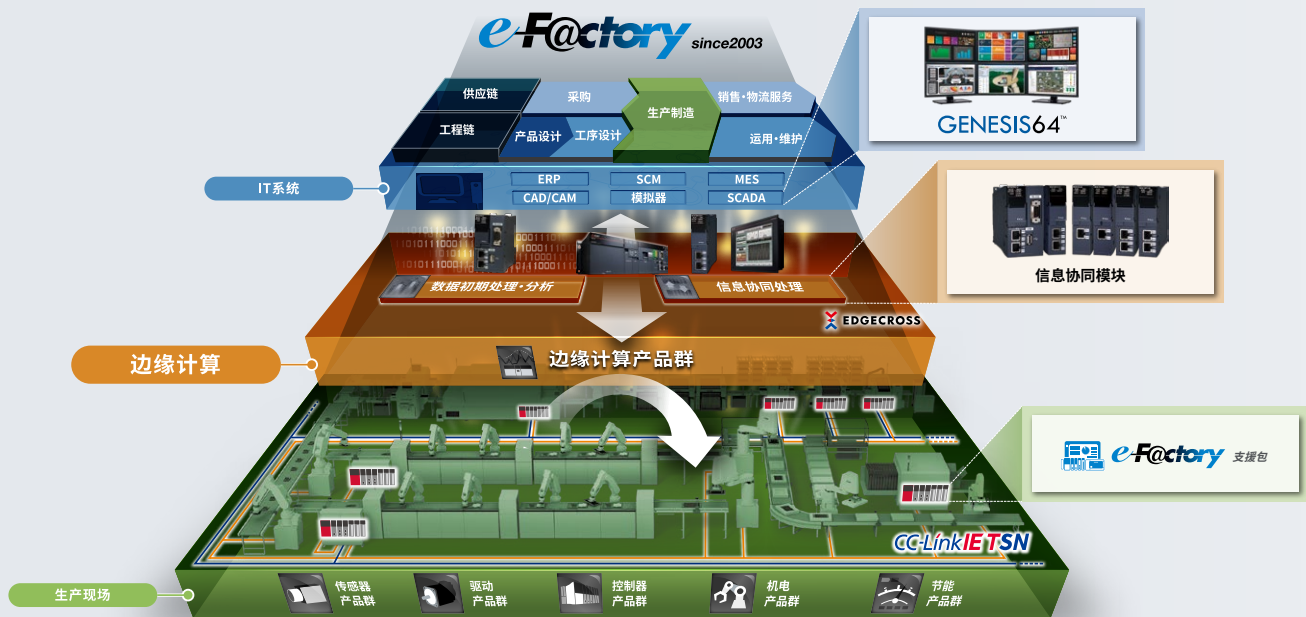 e-F@ctory since2003
GENESIS64™
供应链
采购
生产制造
销售·物流服务
工程链
产品设计
工序设计
运用·维护
IT系统
ERP
SCM
MES
CAD/CAM
模拟器
SCADA
信息协同模块
数据初期处理·分析
信息协同处理
EDGECROSS
边缘计算
边缘计算产品群
e-F@ctory 支援包
CC-Link IE TSN
生产现场
传感器
产品群
驱动
产品群
控制器
产品群
机电
产品群
节能
产品群